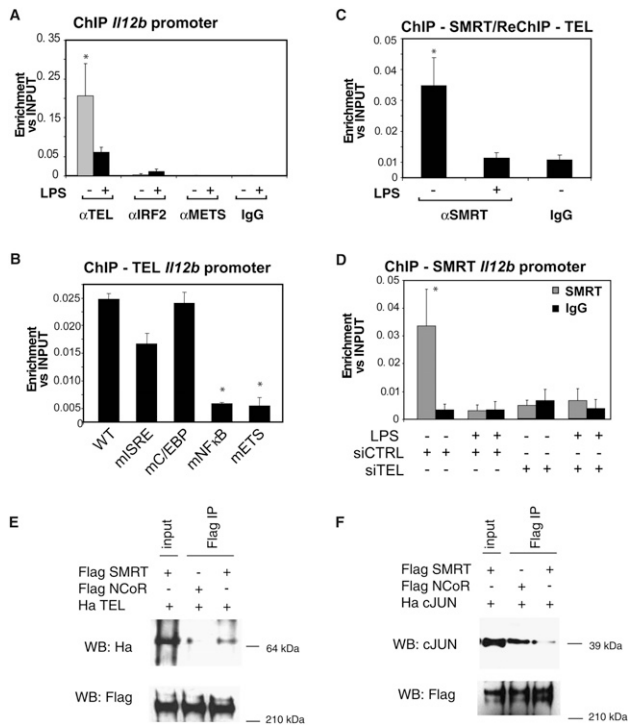 A
ChIP Il12b promoter
Enrichment
vs INPUT
0.35
0.25
0.15
0.05
0
LPS - + - + - + - +
αTEL αIRF2 αMETS IgG
*
B
ChIP - TEL Il12b promoter
Enrichment
vs INPUT
0.025
0.020
0.015
0.010
0.005
0
* *
WT mISRE mC/EBP mNFκB mETS
C
ChIP - SMRT/ReChIP - TEL
Enrichment
vs INPUT
0.05
0.04
0.03
0.02
0.01
0
*
LPS - + -
αSMRT IgG
D
ChIP - SMRT Il12b promoter
Enrichment
vs INPUT
0.05
0.04
0.03
0.02
0.01
0
*
SMRT
IgG
LPS - - + + - - + +
siCTRL + + + + - - - -
siTEL - - - - + + + +
E
input
Flag IP
Flag SMRT + - +
Flag NCoR - + -
Ha TEL + + +
WB: Ha
64 kDa
WB: Flag
210 kDa
F
input
Flag IP
Flag SMRT + - +
Flag NCoR - + -
Ha cJUN + + +
WB: cJUN
39 kDa
WB: Flag
210 kDa